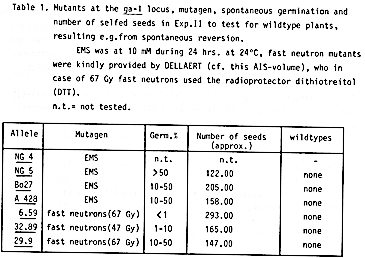 Table 1. Mutants at the ga-1 locus, mutagen, spontaneous germination and
number of selfed seeds in Exp.II to test for wildtype plants,
resulting e.g.from spontaneous reversion.
EMS was at 10 mM during 24 hrs. at 24°C, fast neutron mutants
were kindly provided by DELLAERT (cf. this AIS-volume), who in
case of 67 Gy fast neutrons used the radioprotector dithiotreitol
(DTT).
n.t.= not tested.
Allele Mutagen Germ.% Number of seeds (approx.) wildtypes
NG 4 EMS n.t. n.t. -
NG 5 EMS >50 122.00 none
Bo27 EMS 10-50 205.00 none
A 428 EMS 10-50 158.00 none
6.59 fast neutrons(67 Gy) <1 293.00 none
32.89 fast neutrons(47 Gy) 1-10 165.00 none
29.9 fast neutrons(67 Gy) 10-50 147.00 none